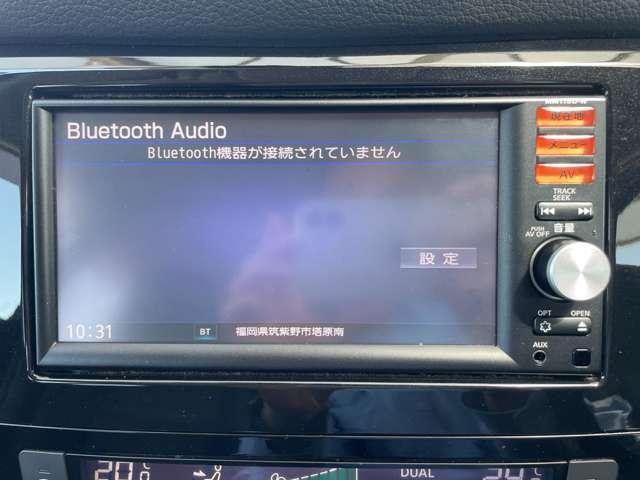 MM113D-W
Bluetooth Audio
Bluetooth機器が接続されていません
現在地
メニュー
AV
TRACK
SEEK
PUSH
AV OFF
音量
設 定
OPT
OPEN
10:31
BT
福岡県筑紫野市塔原南
AUX
20℃
DUAL
24℃